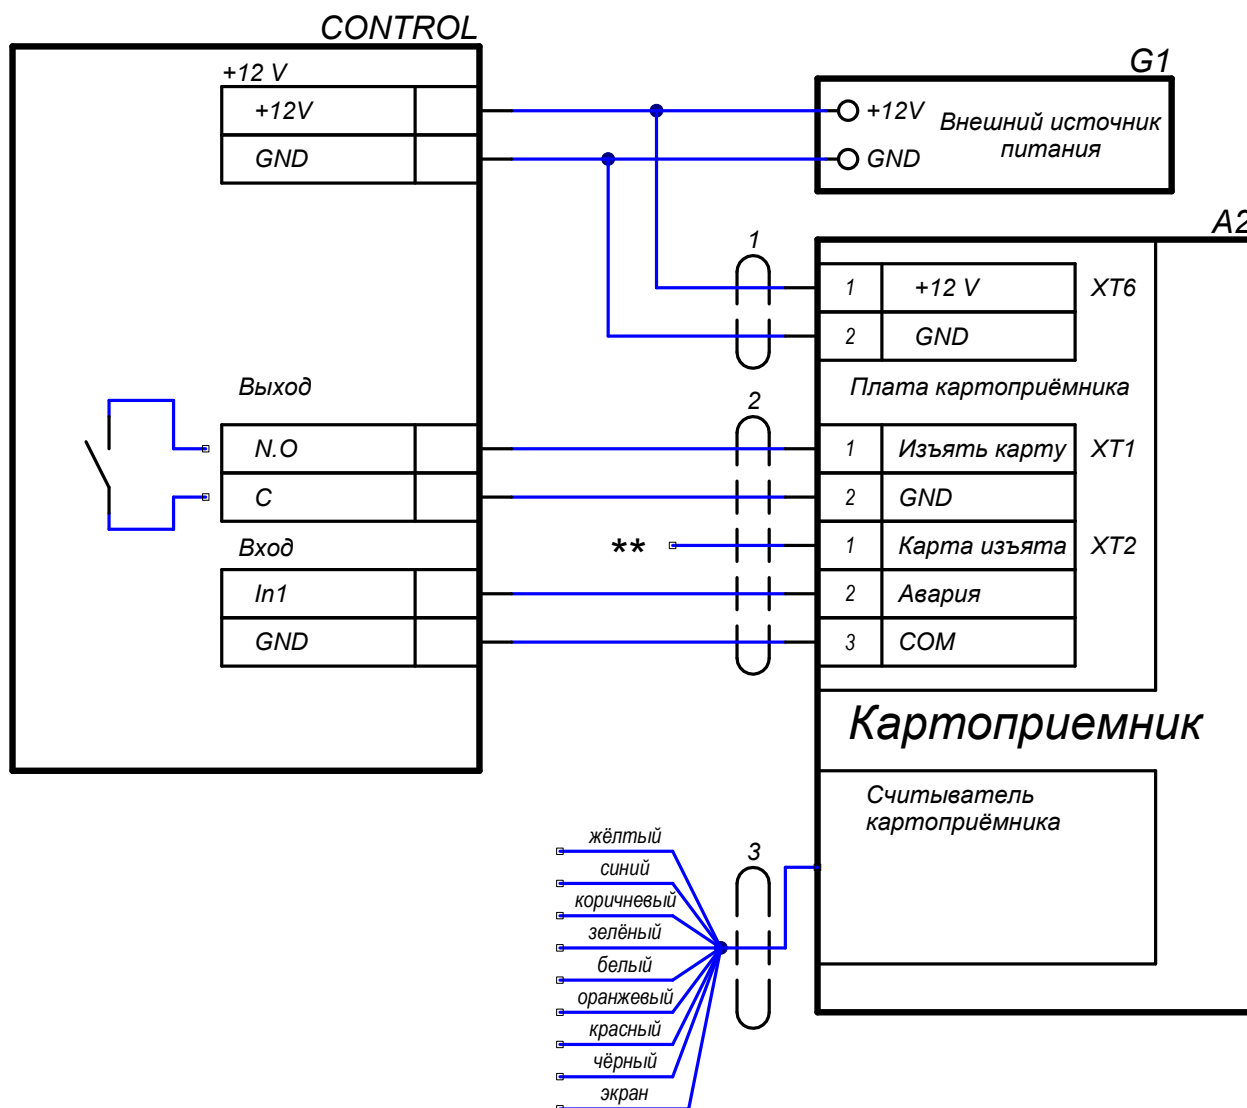 CONTROL
+12 V
+12V
GND
G1
+12V
GND
Внешний источник
питания
A2
1
1
+12 V
XT6
2
GND
Плата картоприёмника
Выход
N.O
C
2
1
Изъять карту
XT1
2
GND
Вход
**
1
Карта изъята
XT2
In1
2
Авария
GND
3
COM
Картоприемник
Считыватель
картоприёмника
3
жёлтый
синий
коричневый
зелёный
белый
оранжевый
красный
чёрный
экран